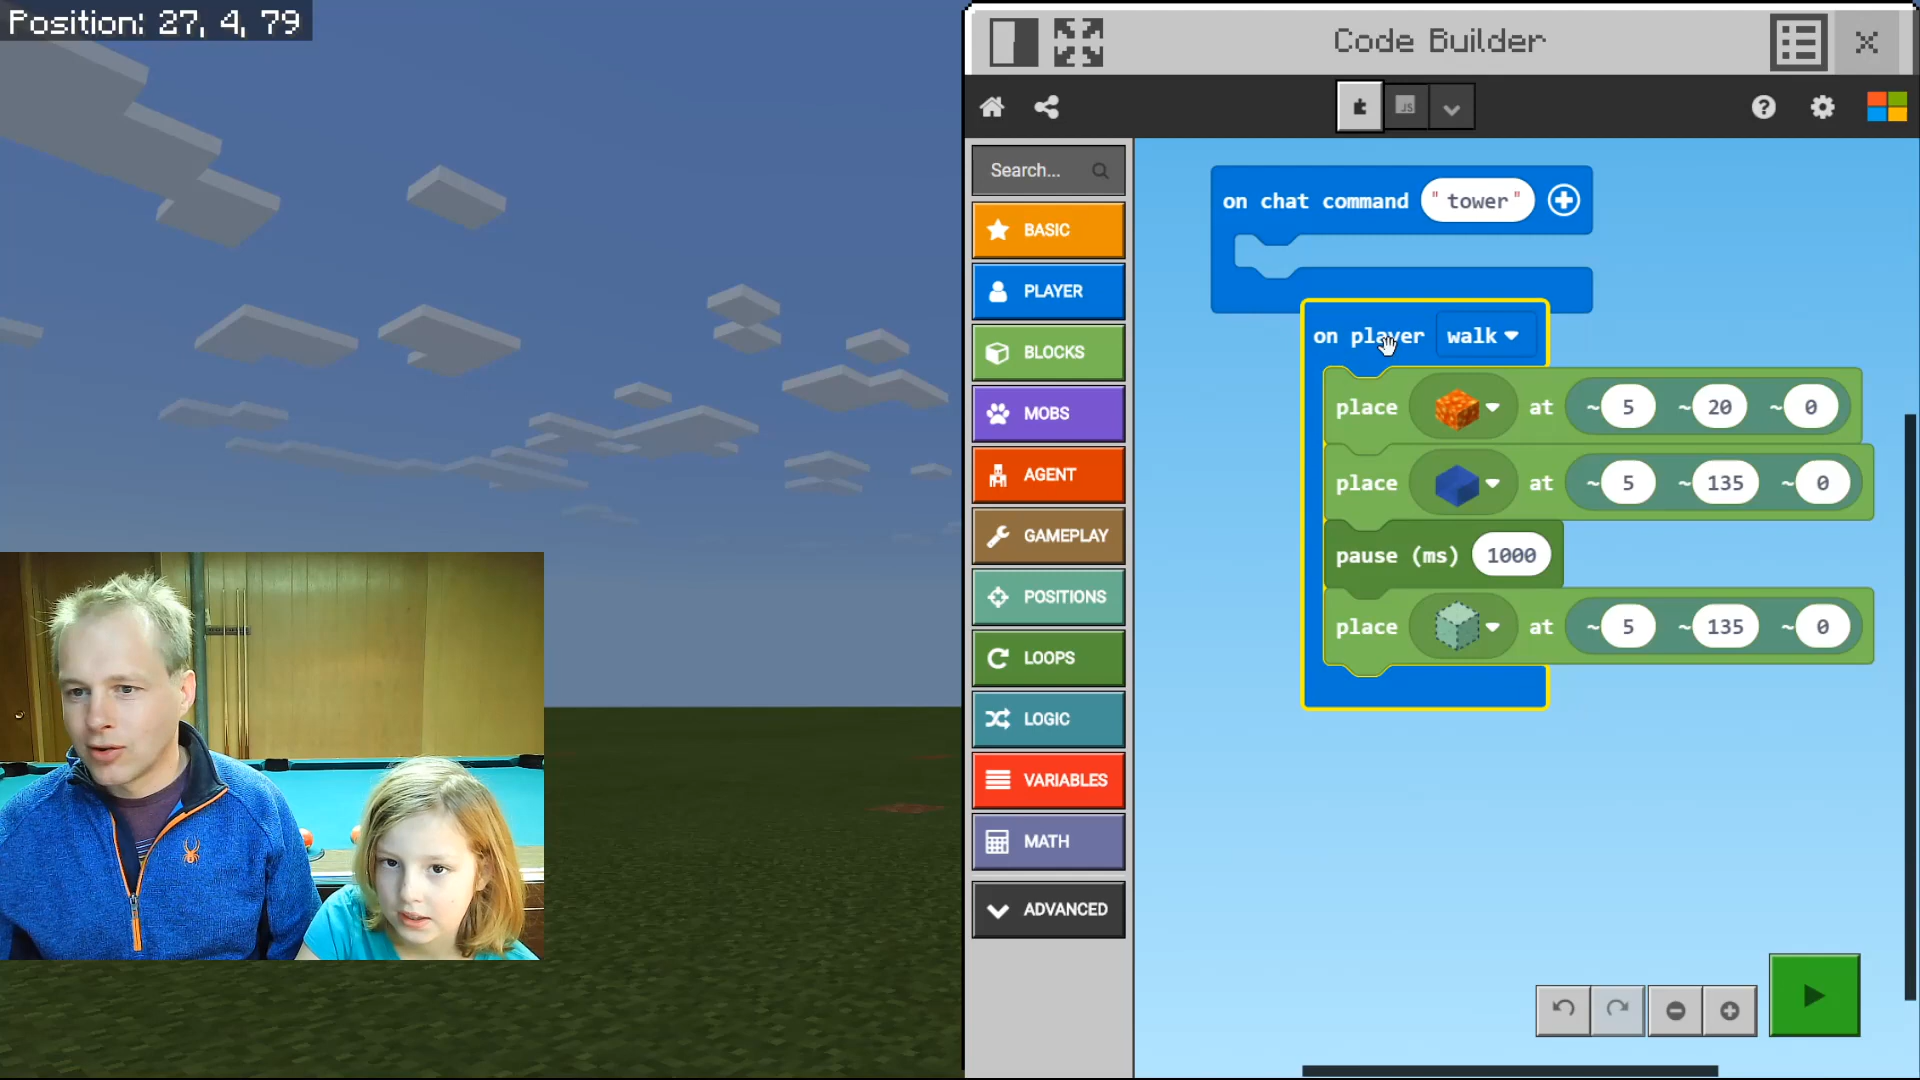 Position: 27, 4, 79
Code Builder
JS
Search...
BASIC
PLAYER
BLOCKS
MOBS
AGENT
GAMEPLAY
POSITIONS
LOOPS
LOGIC
VARIABLES
MATH
ADVANCED
on chat command "tower"
on player walk
place at ~5 ~20 ~0
place at ~5 ~135 ~0
pause (ms) 1000
place at ~5 ~135 ~0